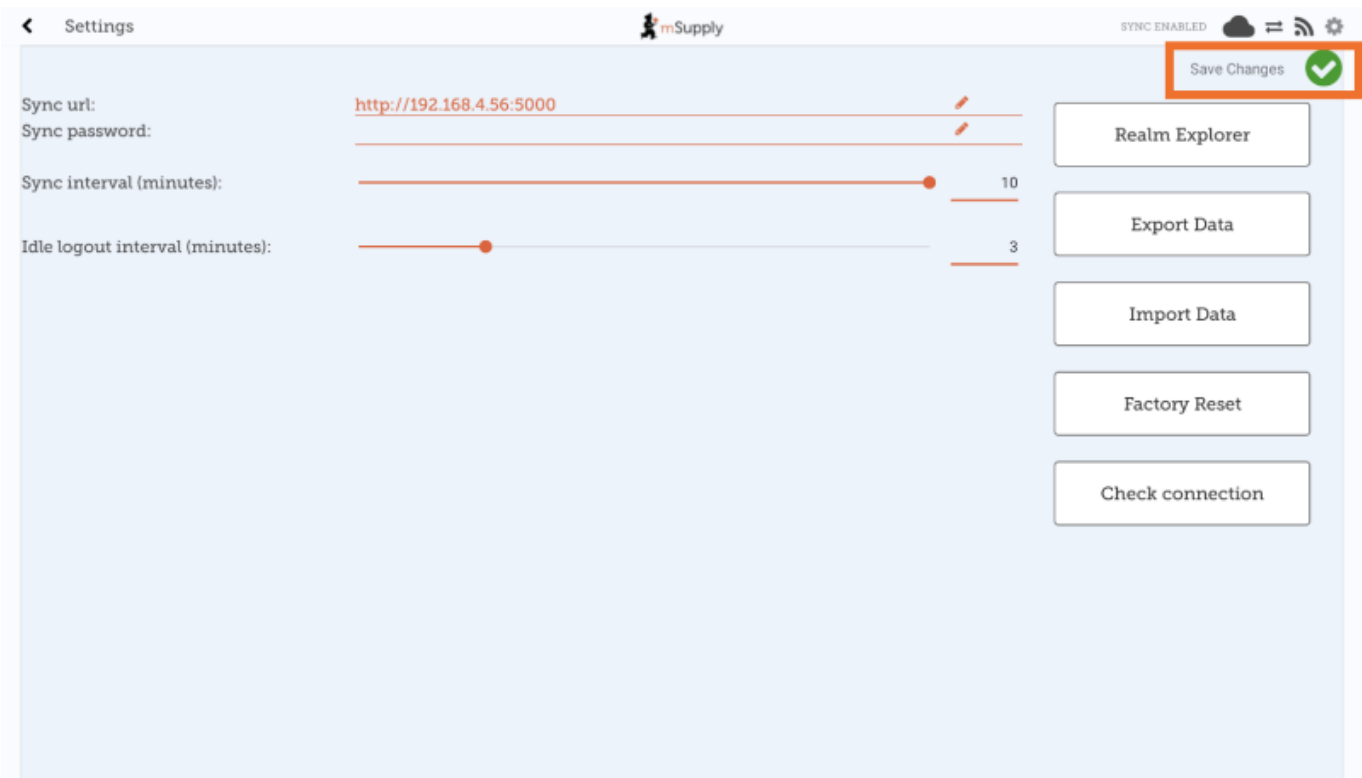 Settings
mSupply
SYNC ENABLED
Save Changes
Sync url:
http://192.168.4.56:5000
Sync password:
Sync interval (minutes):
10
Idle logout interval (minutes):
3
Realm Explorer
Export Data
Import Data
Factory Reset
Check connection